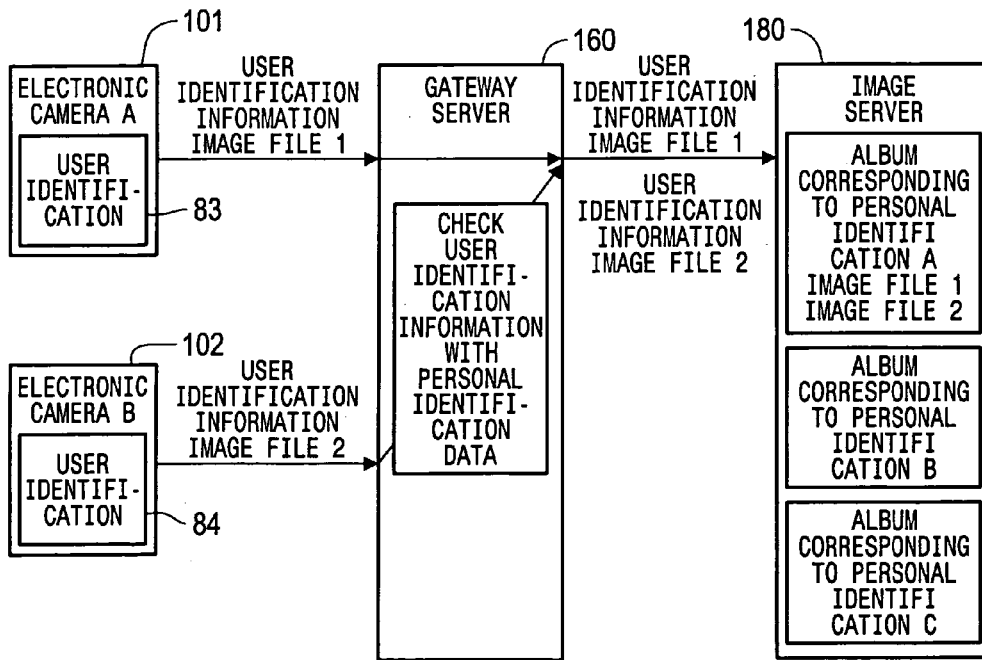 101
ELECTRONIC
CAMERA A
USER
IDENTIFI-
CATION
83
USER
IDENTIFICATION
INFORMATION
IMAGE FILE 1
102
ELECTRONIC
CAMERA B
USER
IDENTIFI-
CATION
84
USER
IDENTIFICATION
INFORMATION
IMAGE FILE 2
160
GATEWAY
SERVER
CHECK
USER
IDENTIFI-
CATION
INFORMATION
WITH
PERSONAL
IDENTIFI-
CATION
DATA
USER
IDENTIFICATION
INFORMATION
IMAGE FILE 1
USER
IDENTIFICATION
INFORMATION
IMAGE FILE 2
180
IMAGE
SERVER
ALBUM
CORRESPONDING
TO PERSONAL
IDENTIFI
CATION A
IMAGE FILE 1
IMAGE FILE 2
ALBUM
CORRESPONDING
TO PERSONAL
IDENTIFI
CATION B
ALBUM
CORRESPONDING
TO PERSONAL
IDENTIFI
CATION C